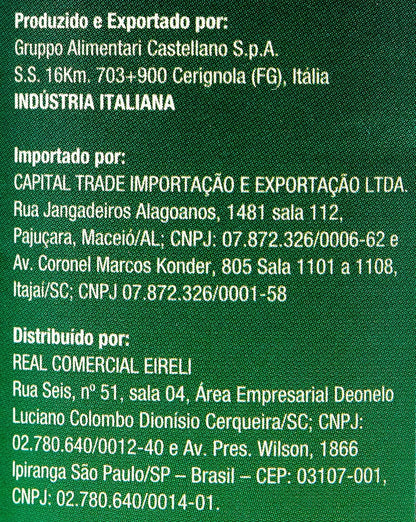 Produzido e Exportado por:
Gruppo Alimentari Castellano S.p.A.
S.S. 16Km. 703+900 Cerignola (FG), Itália
INDÚSTRIA ITALIANA
Importado por:
CAPITAL TRADE IMPORTAÇÃO E EXPORTAÇÃO LTDA.
Rua Jangadeiros Alagoanos, 1481 sala 112,
Pajuçara, Maceió/AL; CNPJ: 07.872.326/0006-62 e
Av. Coronel Marcos Konder, 805 Sala 1101 a 1108,
Itajaí/SC; CNPJ 07.872.326/0001-58
Distribuído por:
REAL COMERCIAL EIRELI
Rua Seis, nº 51, sala 04, Área Empresarial Deonelo
Luciano Colombo Dionísio Cerqueira/SC; CNPJ:
02.780.640/0012-40 e Av. Pres. Wilson, 1866
Ipiranga São Paulo/SP – Brasil – CEP: 03107-001,
CNPJ: 02.780.640/0014-01.